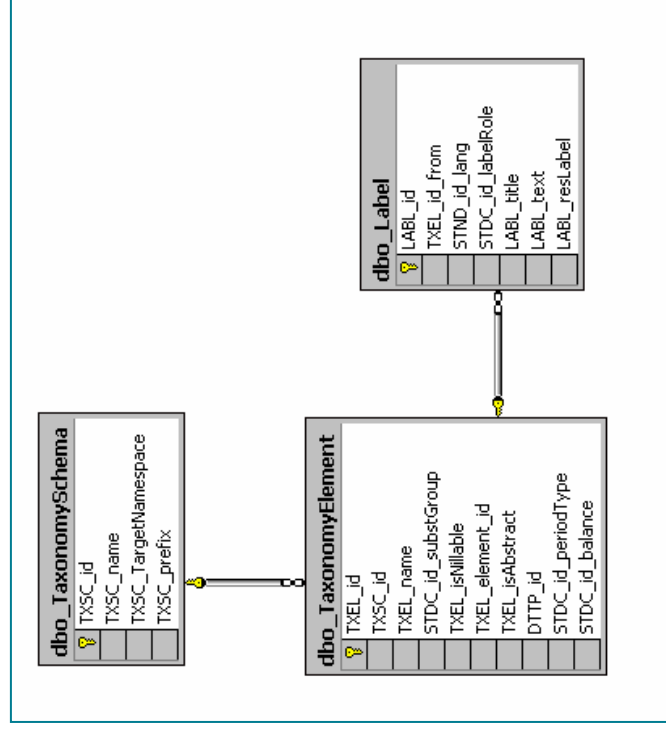 dbo_TaxonomySchema
TXSC_id
TXSC_name
TXSC_TargetNamespace
TXSC_prefix
dbo_TaxonomyElement
TXEL_id
TXSC_id
TXEL_name
STDC_id_substGroup
TXEL_isNillable
TXEL_element_id
TXEL_isAbstract
DTTP_id
STDC_id_periodType
STDC_id_balance
dbo_Label
LABL_id
TXEL_id_from
STND_id_lang
STDC_id_labelRole
LABL_title
LABL_text
LABL_resLabel